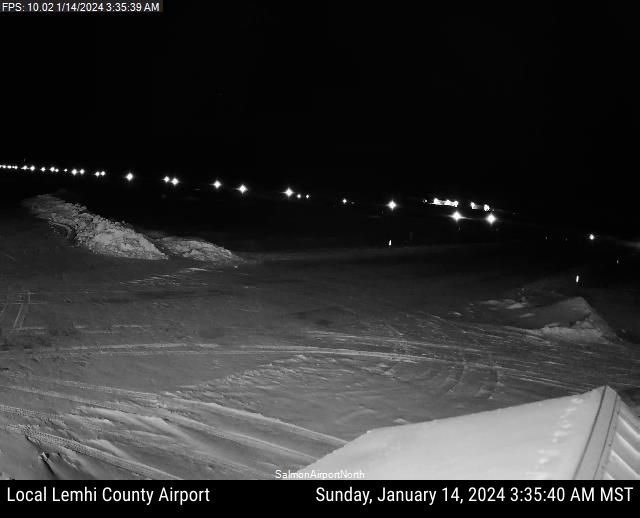 FPS: 10.02 1/14/2024 3:35:39 AM
SalmonAirportNorth
Local Lemhi County Airport
Sunday, January 14, 2024 3:35:40 AM MST